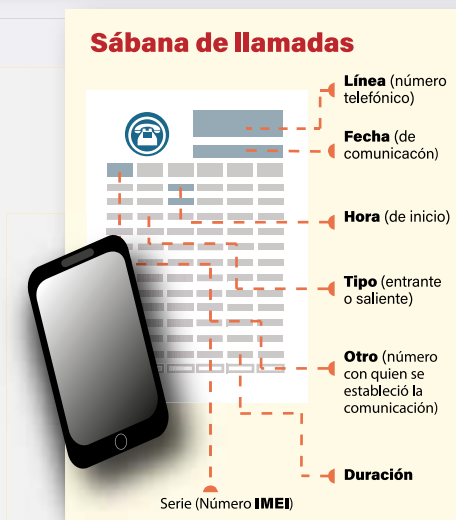 Sábana de llamadas
Línea (número
telefónico)
Fecha (de
comunicacón)
Hora (de inicio)
Tipo (entrante
o saliente)
Otro (número
con quien se
estableció la
comunicación)
Duración
Serie (Número IMEI)